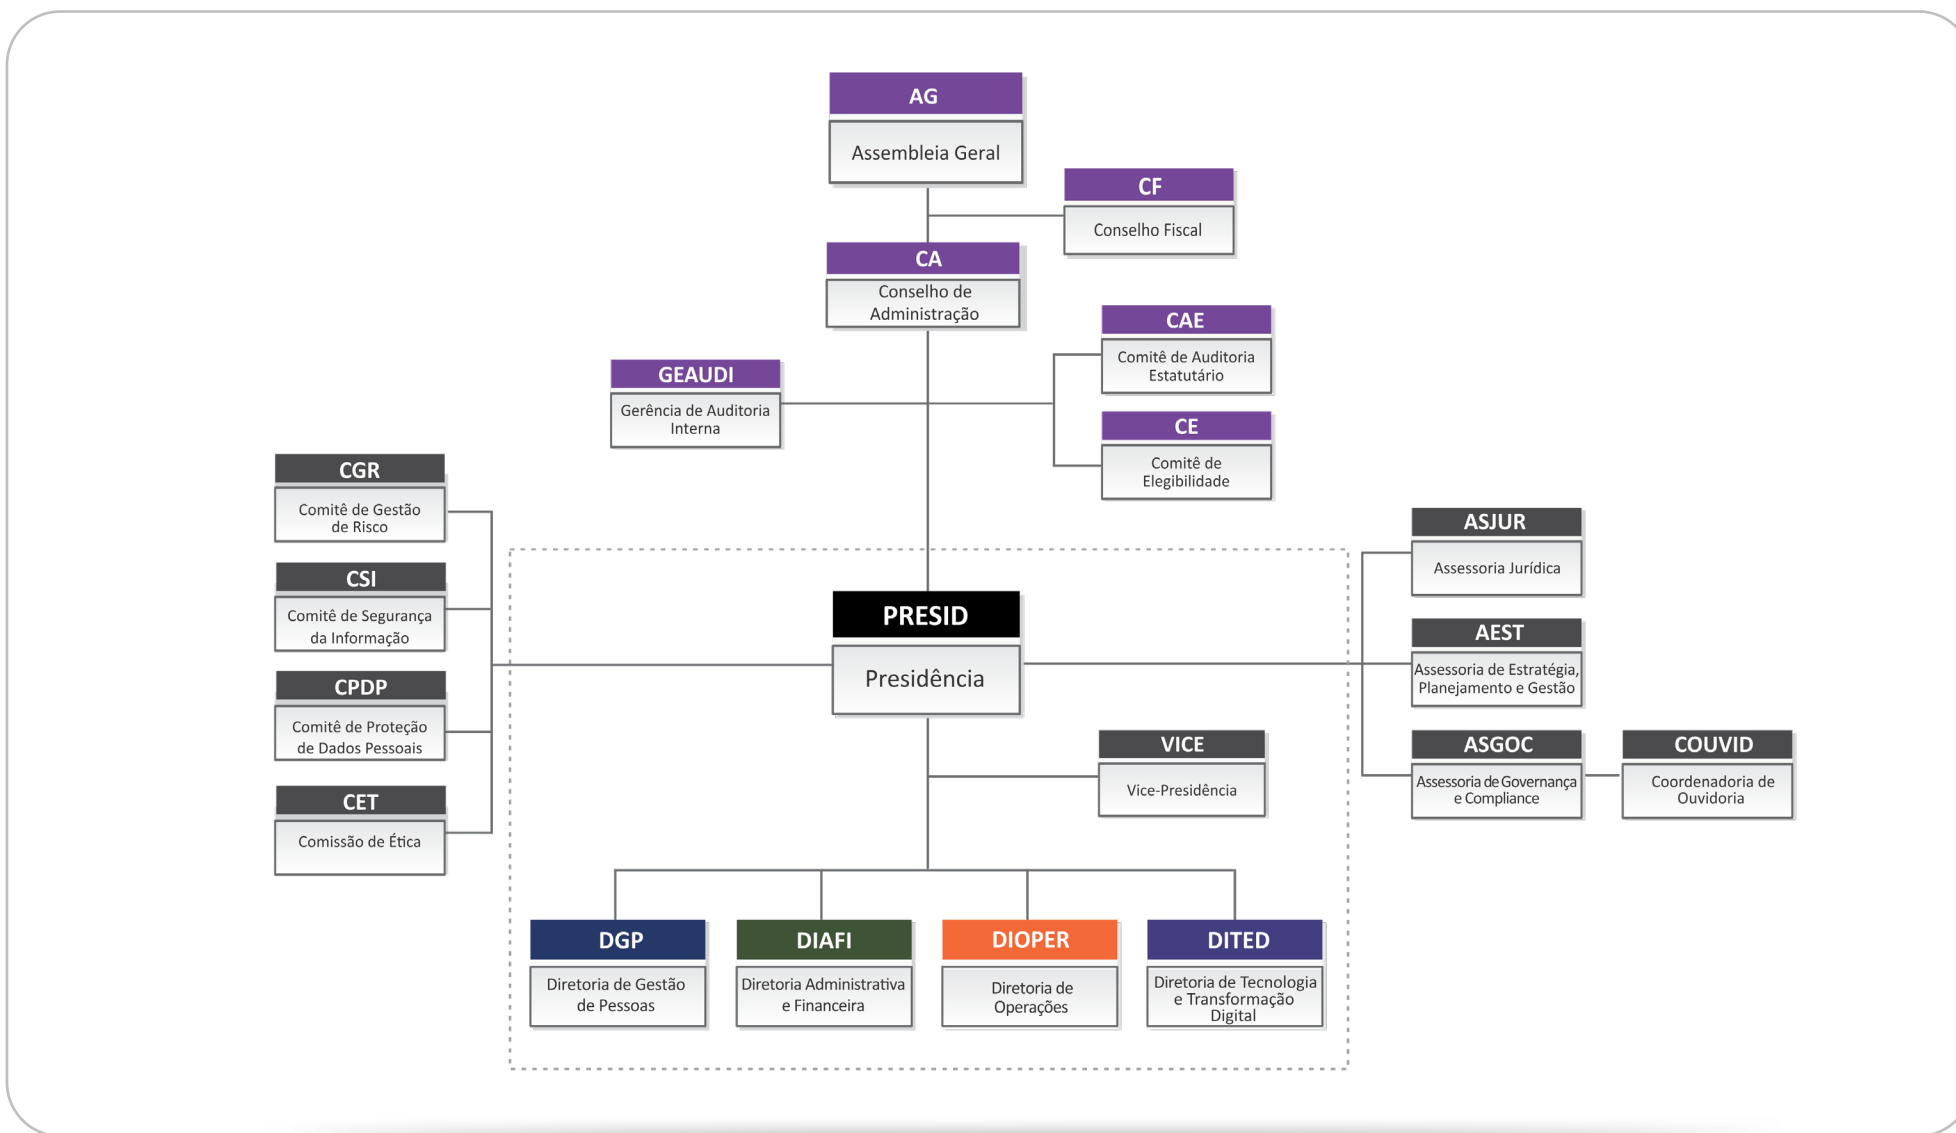 AG
Assembleia Geral
CF
Conselho Fiscal
CA
Conselho de
Administração
CAE
Comitê de Auditoria
Estatutário
GEAUDI
Gerência de Auditoria
Interna
CE
Comitê de
Elegibilidade
CGR
Comitê de Gestão
de Risco
CSI
Comitê de Segurança
da Informação
CPDP
Comitê de Proteção
de Dados Pessoais
CET
Comissão de Ética
PRESID
Presidência
ASJUR
Assessoria Jurídica
AEST
Assessoria de Estratégia,
Planejamento e Gestão
ASGOC
Assessoria de Governança
e Compliance
COUVID
Coordenadoria de
Ouvidoria
VICE
Vice-Presidência
DGP
Diretoria de Gestão
de Pessoas
DIAFI
Diretoria Administrativa
e Financeira
DIOPER
Diretoria de
Operações
DITED
Diretoria de Tecnologia
e Transformação
Digital